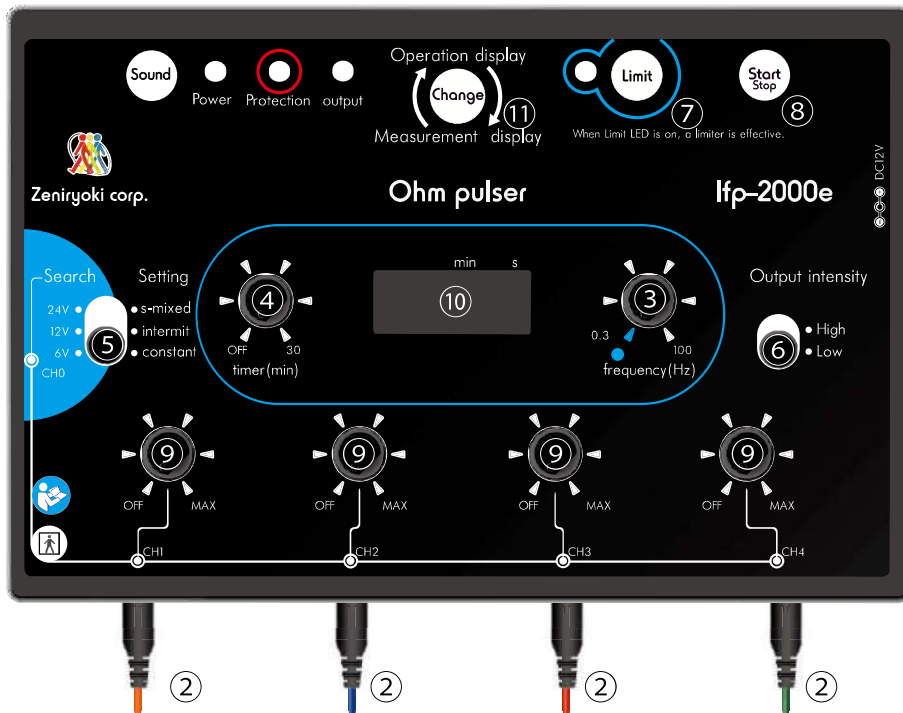 Sound
Power
Protection
output
Operation display
Change
⑪
Measurement display
Limit
⑦
When Limit LED is on, a limiter is effective.
Start
Stop
⑧
DC12V
Zeniryoki corp.
Ohm pulser
lfp-2000e
Search
Setting
24V
s-mixed
12V
intermit
6V
constant
⑤
CH0
④
OFF
30
timer(min)
min s
⑩
③
0.3
100
frequency(Hz)
Output intensity
⑥
High
Low
⑨
⑨
⑨
⑨
OFF MAX
OFF MAX
OFF MAX
OFF MAX
CH1
CH2
CH3
CH4
②
②
②
②